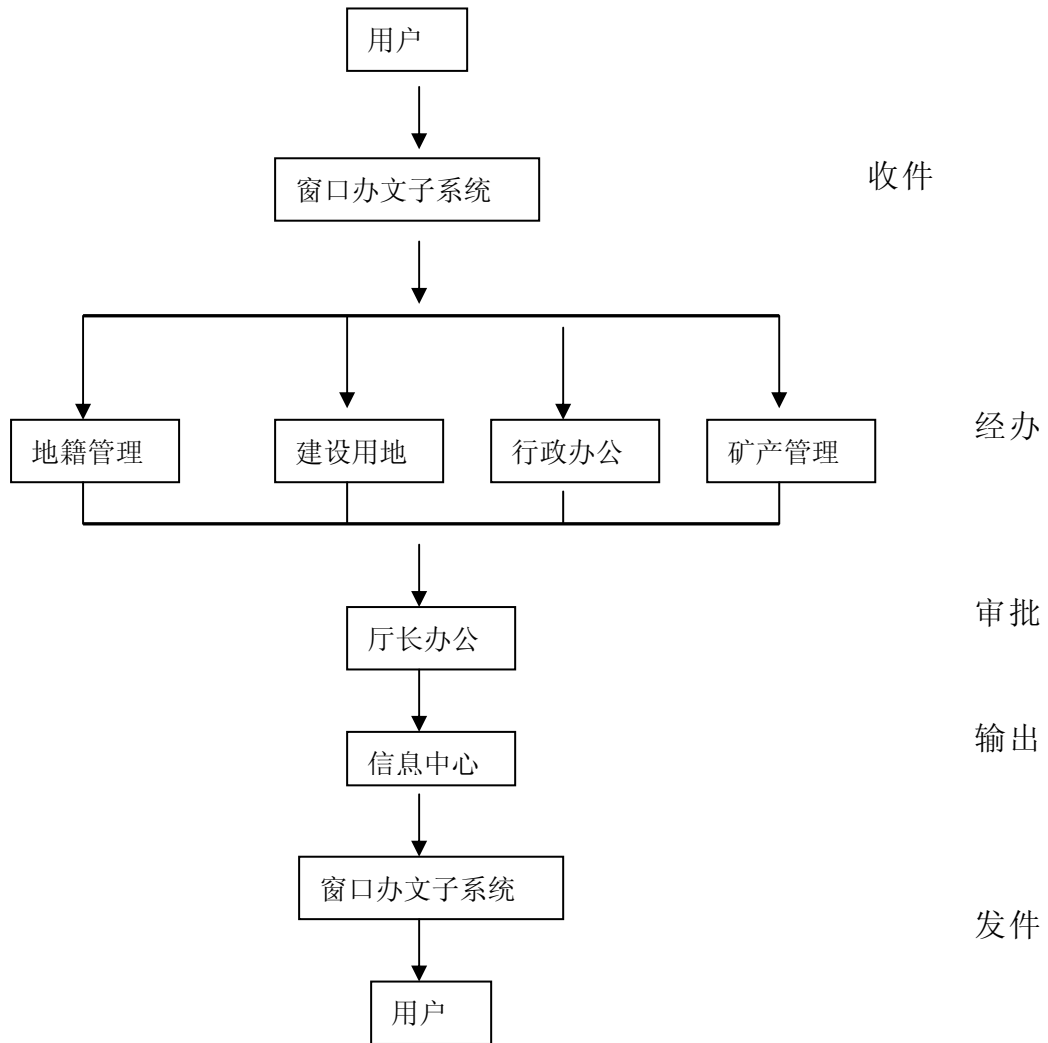 用户
窗口办文子系统
收件
地籍管理
建设用地
行政办公
矿产管理
经办
厅长办公
审批
信息中心
输出
窗口办文子系统
发件
用户